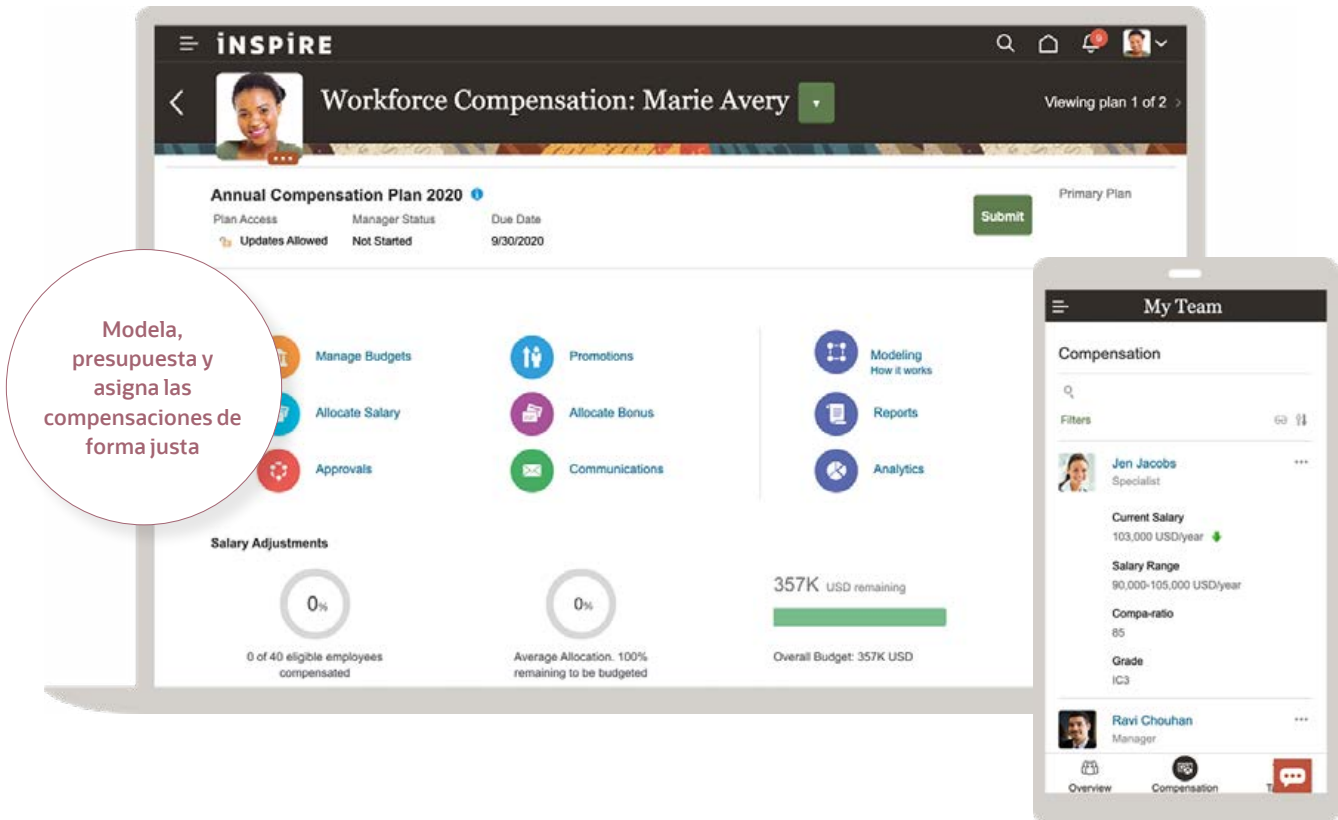 iNSPiRE
9
Workforce Compensation: Marie Avery
Viewing plan 1 of 2
Annual Compensation Plan 2020
Primary Plan
Plan Access
Manager Status
Due Date
Submit
Updates Allowed
Not Started
9/30/2020
Modela,
presupuesta y
asigna las
compensaciones de
forma justa
Manage Budgets
Promotions
Modeling
How it works
Allocate Salary
Allocate Bonus
Reports
Approvals
Communications
Analytics
Salary Adjustments
0%
0 of 40 eligible employees
compensated
0%
Average Allocation. 100%
remaining to be budgeted
357K USD remaining
Overall Budget: 357K USD
My Team
Compensation
Filters
Jen Jacobs
Specialist
Current Salary
103,000 USD/year
Salary Range
90,000-105,000 USD/year
Compa-ratio
85
Grade
IC3
Ravi Chouhan
Manager
Overview
Compensation